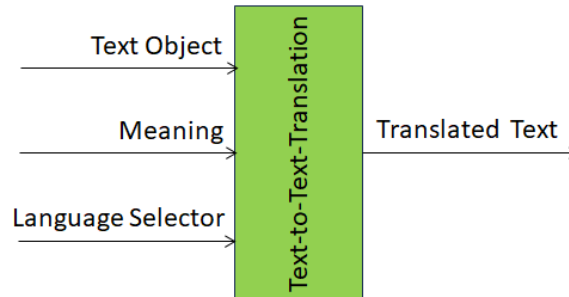 Text Object
Meaning
Language Selector
Text-to-Text-Translation
Translated Text